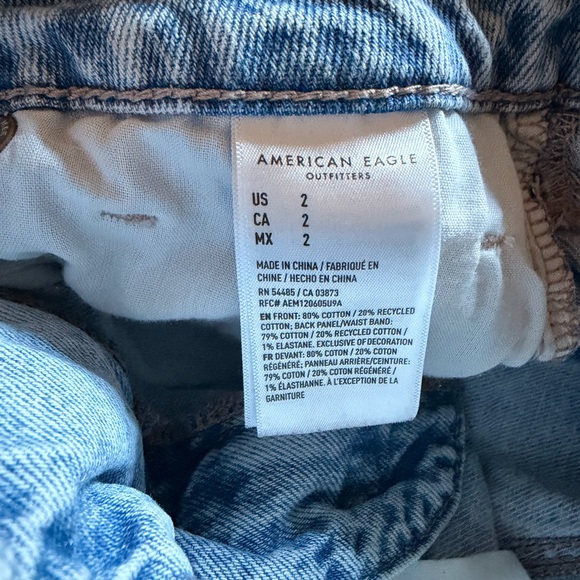 AMERICAN EAGLE
OUTFITTERS
US 2
CA 2
MX 2
MADE IN CHINA / FABRIQUÉ EN
CHINE / HECHO EN CHINA
RN 54485 / CA 03873
RFC# AEM120605U9A
EN FRONT: 80% COTTON / 20% RECYCLED
COTTON; BACK PANEL/WAIST BAND:
79% COTTON / 20% RECYCLED COTTON /
1% ELASTANE. EXCLUSIVE OF DECORATION
FR DEVANT: 80% COTON / 20% COTON
RÉGÉNÉRÉ; PANNEAU ARRIÈRE/CEINTURE:
79% COTON / 20% COTON RÉGÉNÉRÉ /
1% ÉLASTHANNE. À L'EXCEPTION DE LA
GARNITURE